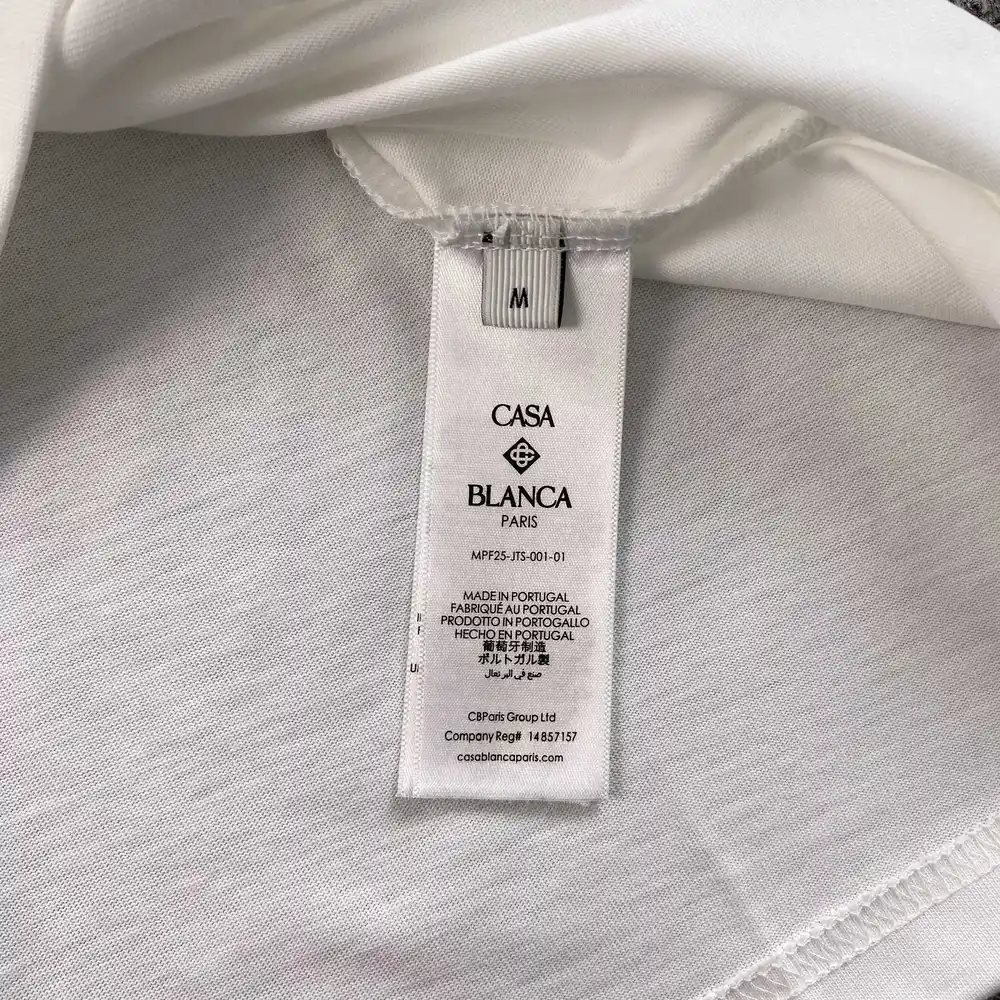 M
CASA
BLANCA
PARIS
MPF25-JTS-001-01
MADE IN PORTUGAL
FABRIQUÉ AU PORTUGAL
PRODOTTO IN PORTOGALLO
HECHO EN PORTUGAL
葡萄牙制造
ポルトガル製
صنع في البرتغال
CBParis Group Ltd
Company Reg# 14857157
casablancaparis.com